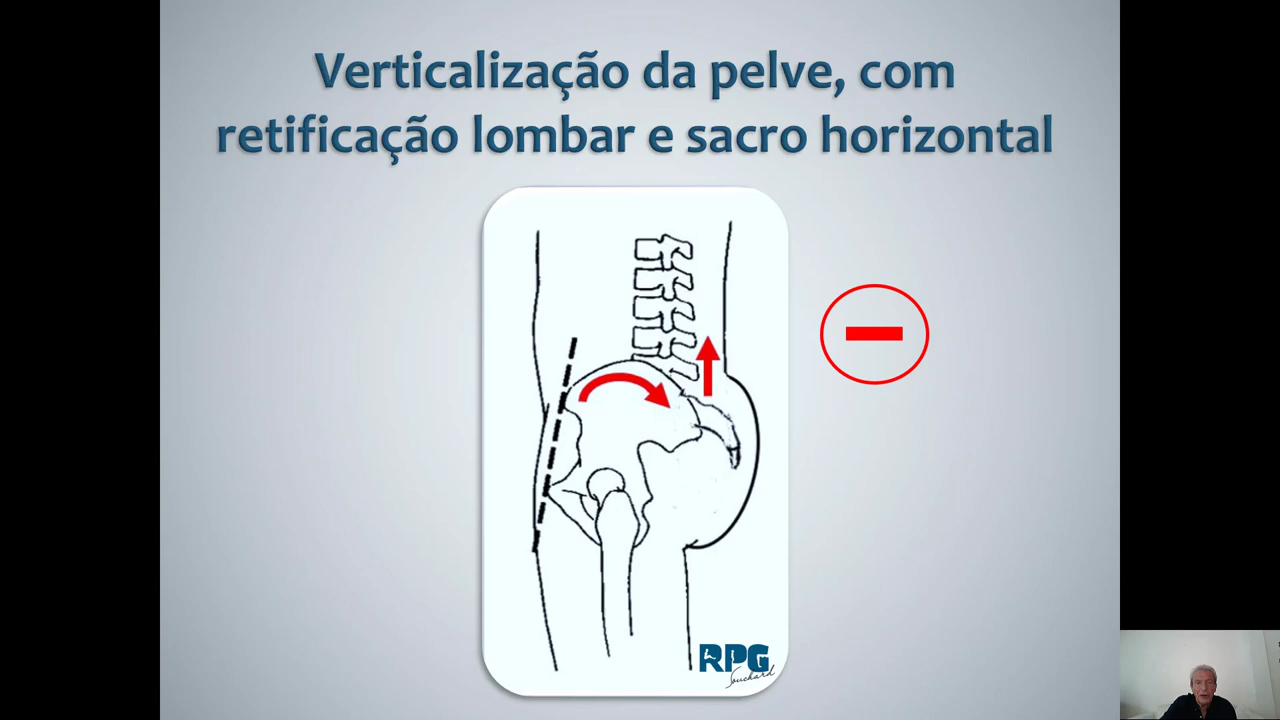 Verticalização da pelve, com
retificação lombar e sacro horizontal
RPG
Souchard